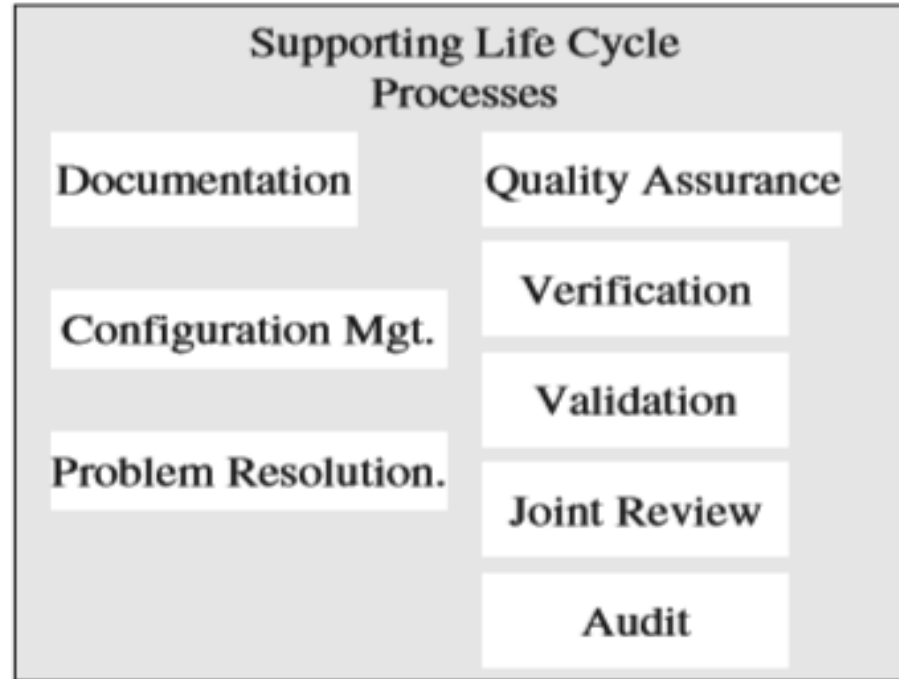 Supporting Life Cycle
Processes
Documentation
Configuration Mgt.
Problem Resolution.
Quality Assurance
Verification
Validation
Joint Review
Audit